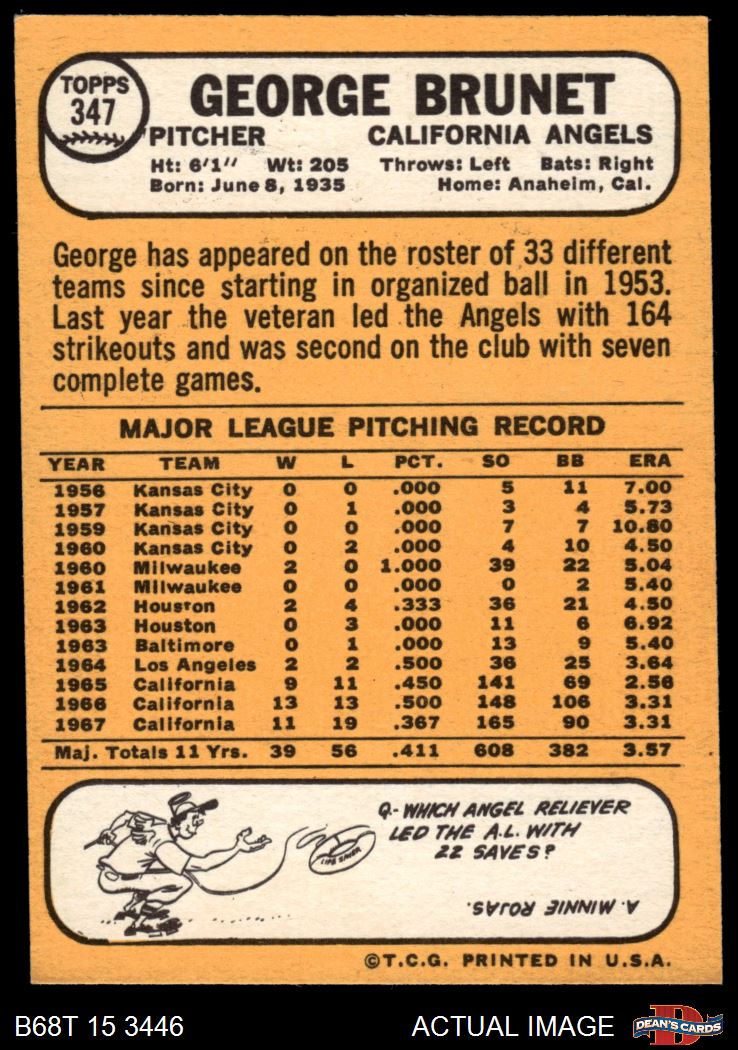 TOPPS
347
GEORGE BRUNET
PITCHER CALIFORNIA ANGELS
Ht: 6'1" Wt: 205 Throws: Left Bats: Right
Born: June 8, 1935 Home: Anaheim, Cal.
George has appeared on the roster of 33 different
teams since starting in organized ball in 1953.
Last year the veteran led the Angels with 164
strikeouts and was second on the club with seven
complete games.
MAJOR LEAGUE PITCHING RECORD
YEAR TEAM W L PCT. SO BB ERA
1956 Kansas City 0 0 .000 5 11 7.00
1957 Kansas City 0 1 .000 3 4 5.73
1959 Kansas City 0 0 .000 7 7 10.80
1960 Kansas City 0 2 .000 4 10 4.50
1960 Milwaukee 2 0 1.000 39 22 5.04
1961 Milwaukee 0 0 .000 0 2 5.40
1962 Houston 2 4 .333 36 21 4.50
1963 Houston 0 3 .000 11 6 6.92
1963 Baltimore 0 1 .000 13 9 5.40
1964 Los Angeles 2 2 .500 36 25 3.64
1965 California 9 11 .450 141 69 2.56
1966 California 13 13 .500 148 106 3.31
1967 California 11 19 .367 165 90 3.31
Maj. Totals 11 Yrs. 39 56 .411 608 382 3.57
Q- WHICH ANGEL RELIEVER
LED THE A.L. WITH
22 SAVES?
LIFE SAVER
A. MINNIE ROJAS.
©T.C.G. PRINTED IN U.S.A.
B68T 15 3446 ACTUAL IMAGE
D
DEAN'S CARDS